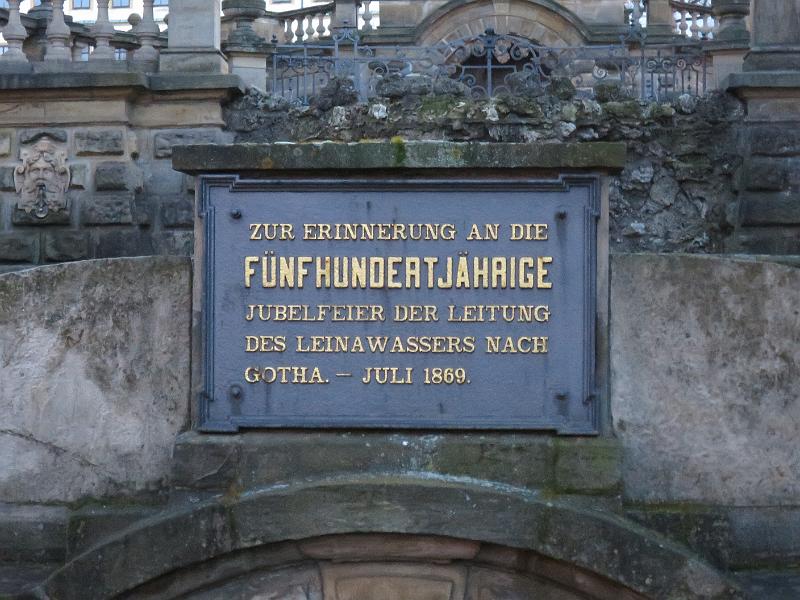 ZUR ERINNERUNG AN DIE
FÜNFHUNDERTJÄHRIGE
JUBELFEIER DER LEITUNG
DES LEINAWASSERS NACH
GOTHA. — JULI 1869.